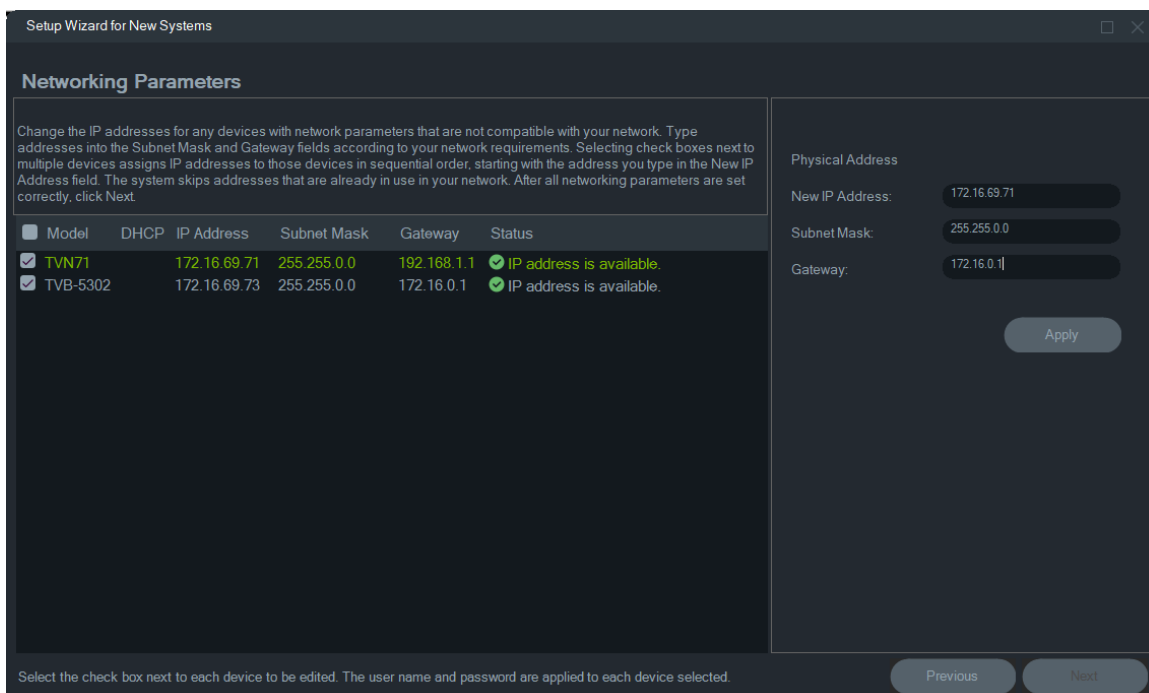 Setup Wizard for New Systems
Networking Parameters
Change the IP addresses for any devices with network parameters that are not compatible with your network. Type
addresses into the Subnet Mask and Gateway fields according to your network requirements. Selecting check boxes next to
multiple devices assigns IP addresses to those devices in sequential order, starting with the address you type in the New IP
Address field. The system skips addresses that are already in use in your network. After all networking parameters are set
correctly, click Next.
Model DHCP IP Address Subnet Mask Gateway Status
TVN71 172.16.69.71 255.255.0.0 192.168.1.1 IP address is available.
TVB-5302 172.16.69.73 255.255.0.0 172.16.0.1 IP address is available.
Physical Address
New IP Address: 172.16.69.71
Subnet Mask: 255.255.0.0
Gateway: 172.16.0.1
Apply
Select the check box next to each device to be edited. The user name and password are applied to each device selected.
Previous Next